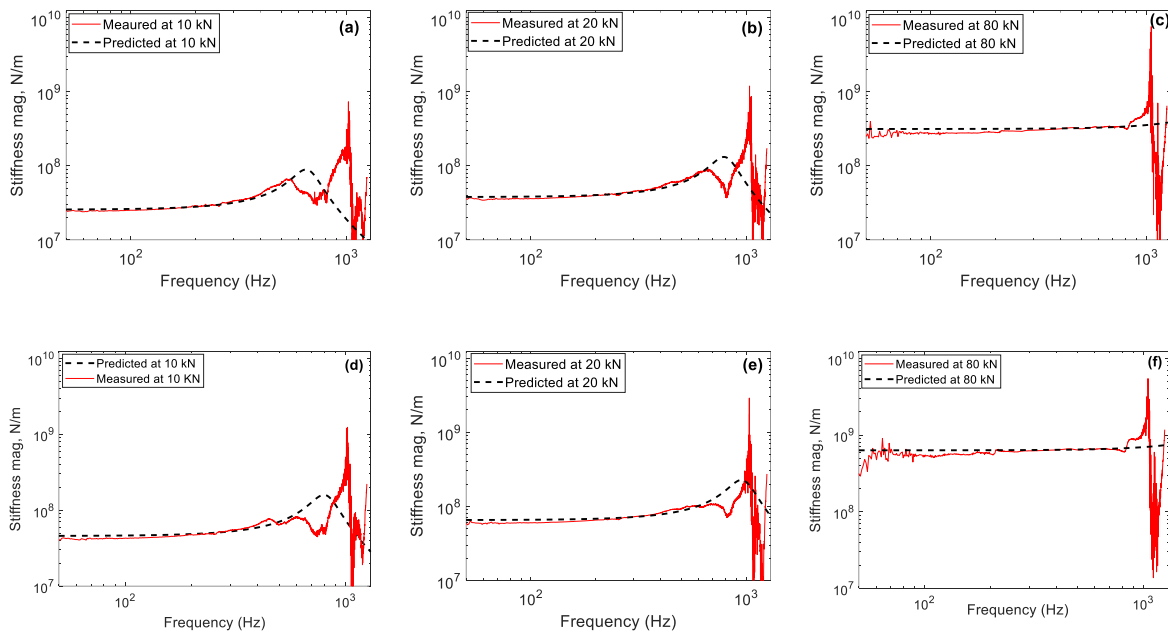 Measured at 10 kN
Predicted at 10 kN
(a)
10^10
10^9
10^8
10^7
Stiffness mag, N/m
10^2
10^3
Frequency (Hz)
Measured at 20 kN
Predicted at 20 kN
(b)
10^10
10^9
10^8
10^7
Stiffness mag, N/m
10^2
10^3
Frequency (Hz)
Measured at 80 kN
Predicted at 80 kN
(c)
10^10
10^9
10^8
10^7
Stiffness mag, N/m
10^2
10^3
Frequency (Hz)
Predicted at 10 kN
Measured at 10 KN
(d)
10^10
10^9
10^8
10^7
Stiffness mag, N/m
10^2
10^3
Frequency (Hz)
Measured at 20 kN
Predicted at 20 kN
(e)
10^10
10^9
10^8
10^7
Stiffness mag, N/m
10^2
10^3
Frequency (Hz)
Measured at 80 kN
Predicted at 80 kN
(f)
10^10
10^9
10^8
10^7
Stiffness mag, N/m
10^2
10^3
Frequency (Hz)